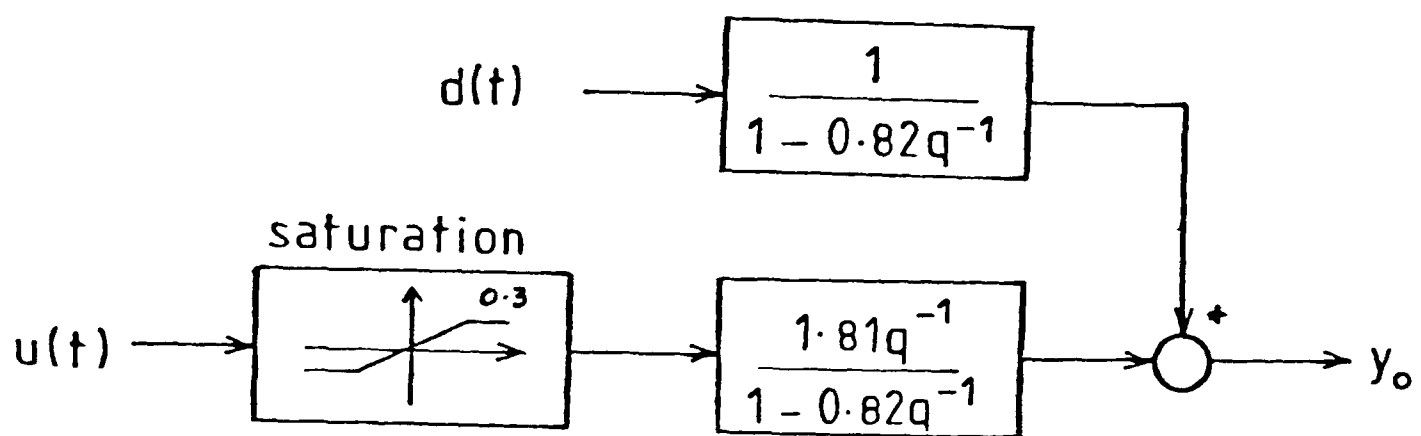 d(t)
1
1 - 0.82q⁻¹
saturation
0.3
u(t)
1.81q⁻¹
1 - 0.82q⁻¹
+
y₀